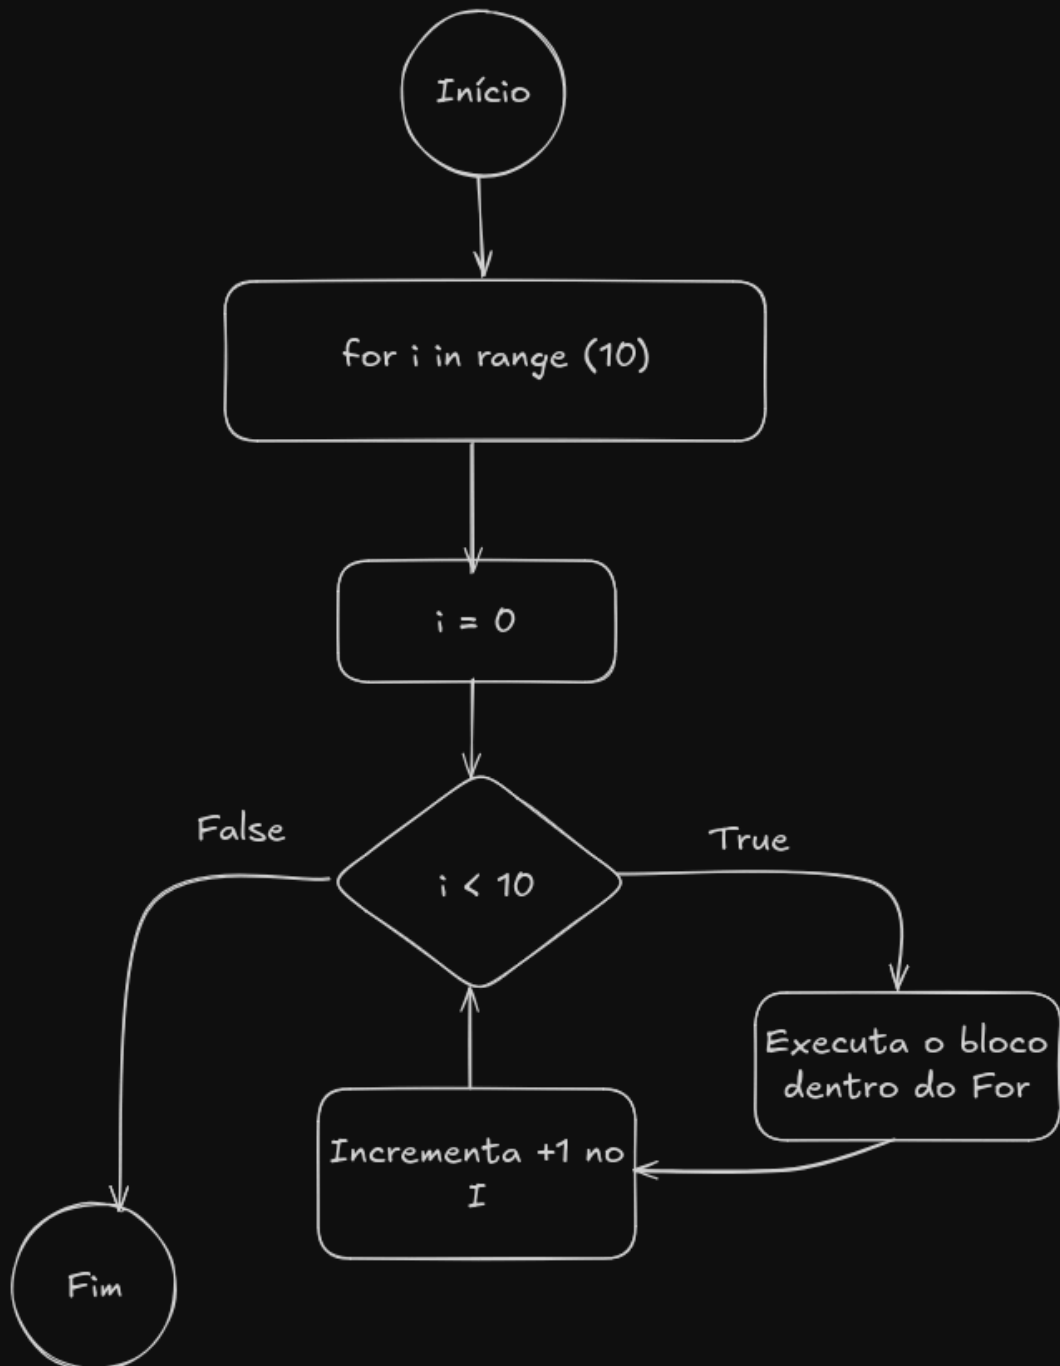 Início
for i in range (10)
i = 0
False
True
i < 10
Executa o bloco
dentro do For
Incrementa +1 no
I
Fim